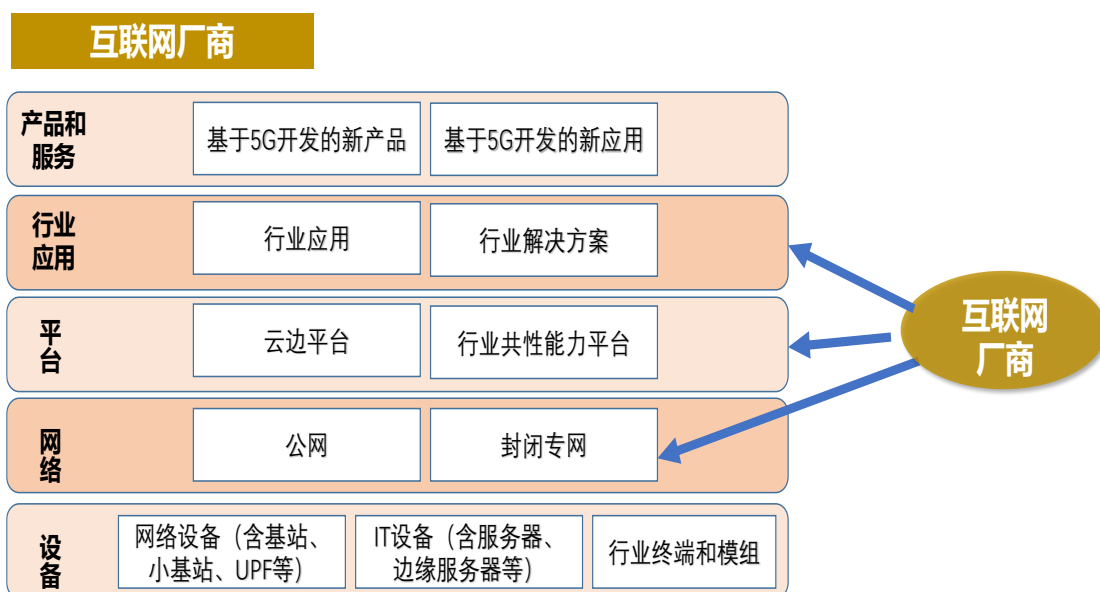 互联网厂商
产品和
服务
基于5G开发的新产品
基于5G开发的新应用
行业
应用
行业应用
行业解决方案
平
台
云边平台
行业共性能力平台
互联网
厂商
网
络
公网
封闭专网
设
备
网络设备（含基站、
小基站、UPF等）
IT设备（含服务器、
边缘服务器等）
行业终端和模组